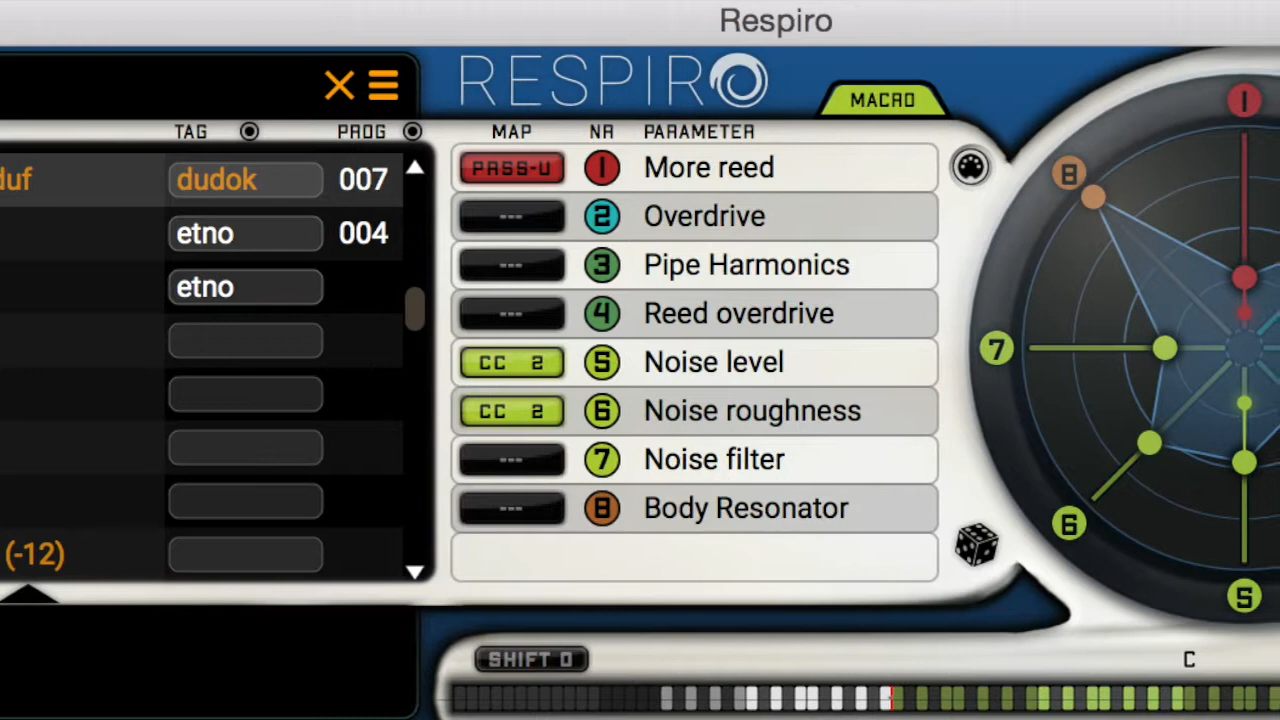 Respiro
RESPIRO
MACRO
TAG PROG
MAP NR PARAMETER
duf dudok 007
etno 004
etno
(-12)
PASS-U 1 More reed
--- 2 Overdrive
--- 3 Pipe Harmonics
--- 4 Reed overdrive
CC 2 5 Noise level
CC 2 6 Noise roughness
--- 7 Noise filter
--- 8 Body Resonator
1
8
7
6
5
SHIFT 0
C